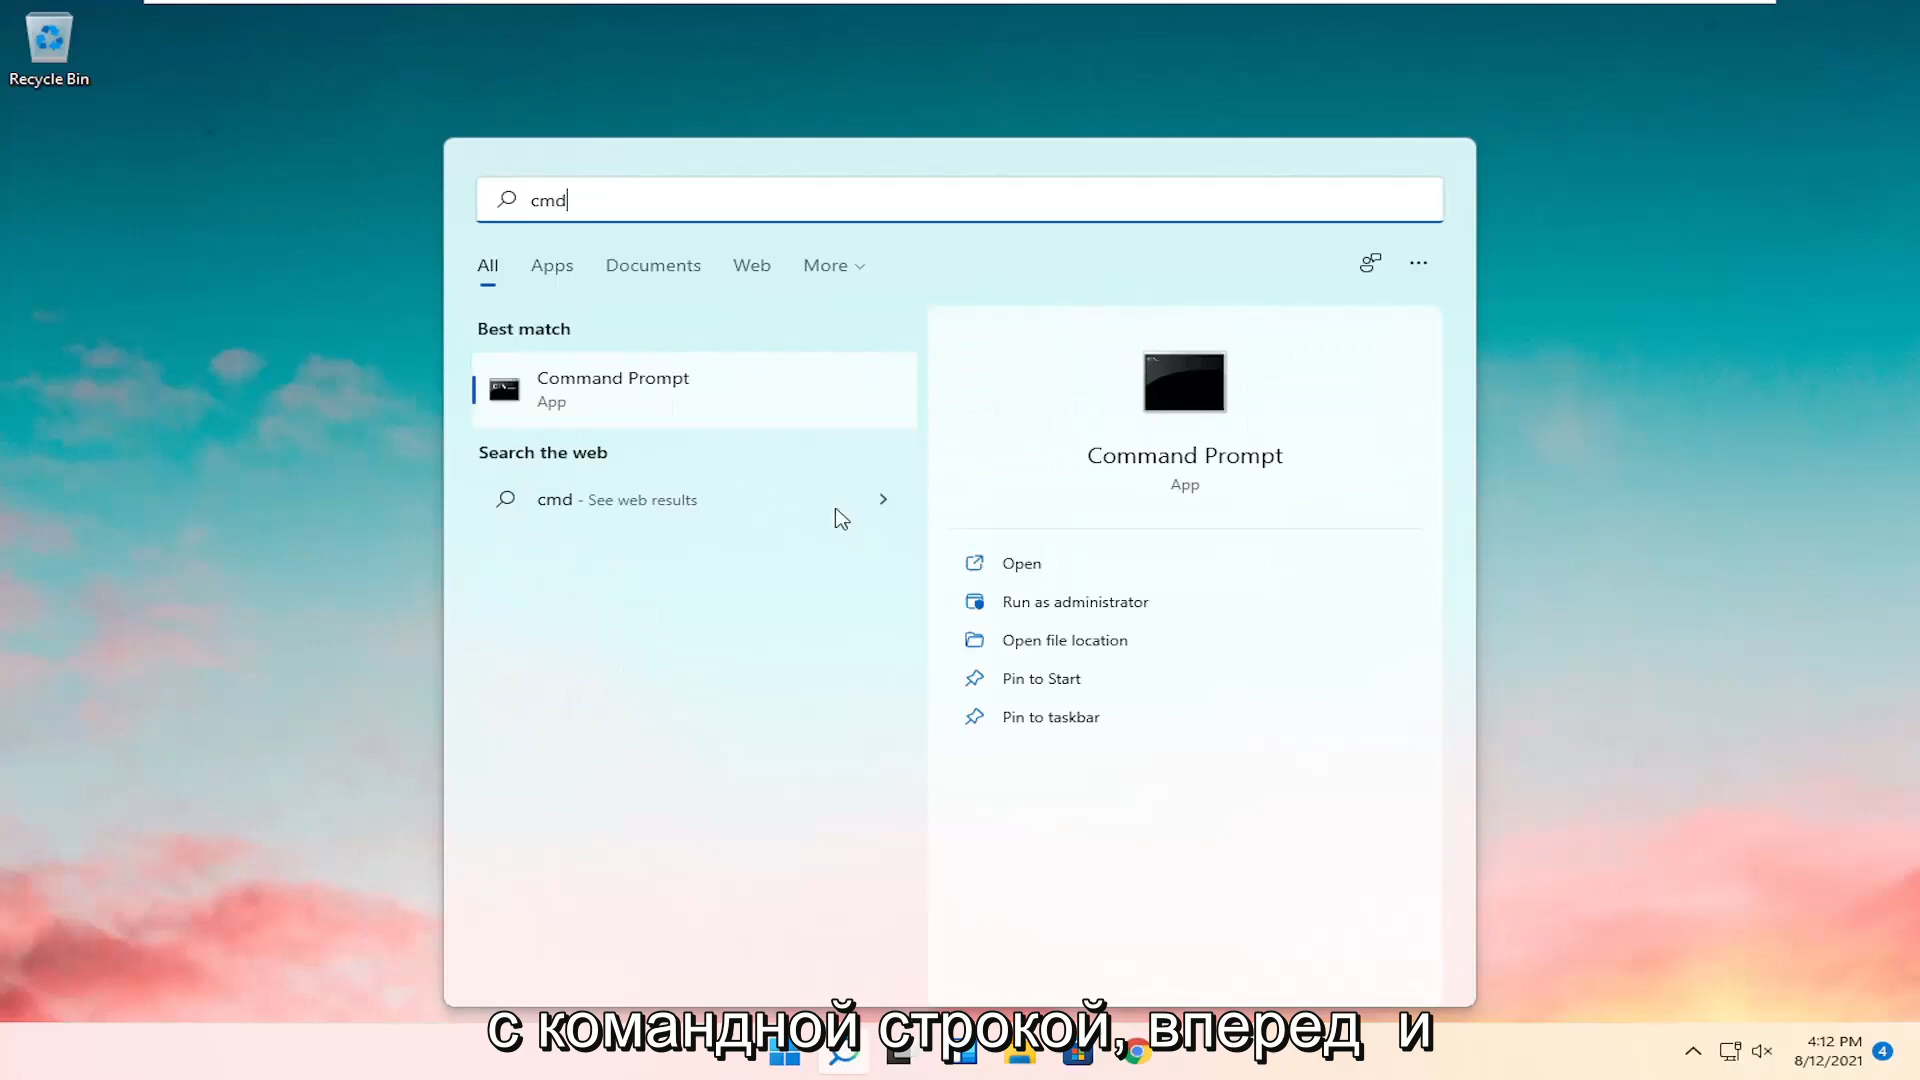 Recycle Bin
cmd
All Apps Documents Web More
Best match
Command Prompt
App
Search the web
cmd - See web results
Command Prompt
App
Open
Run as administrator
Open file location
Pin to Start
Pin to taskbar
с командной строкой, вперед и
4:12 PM
8/12/2021
4